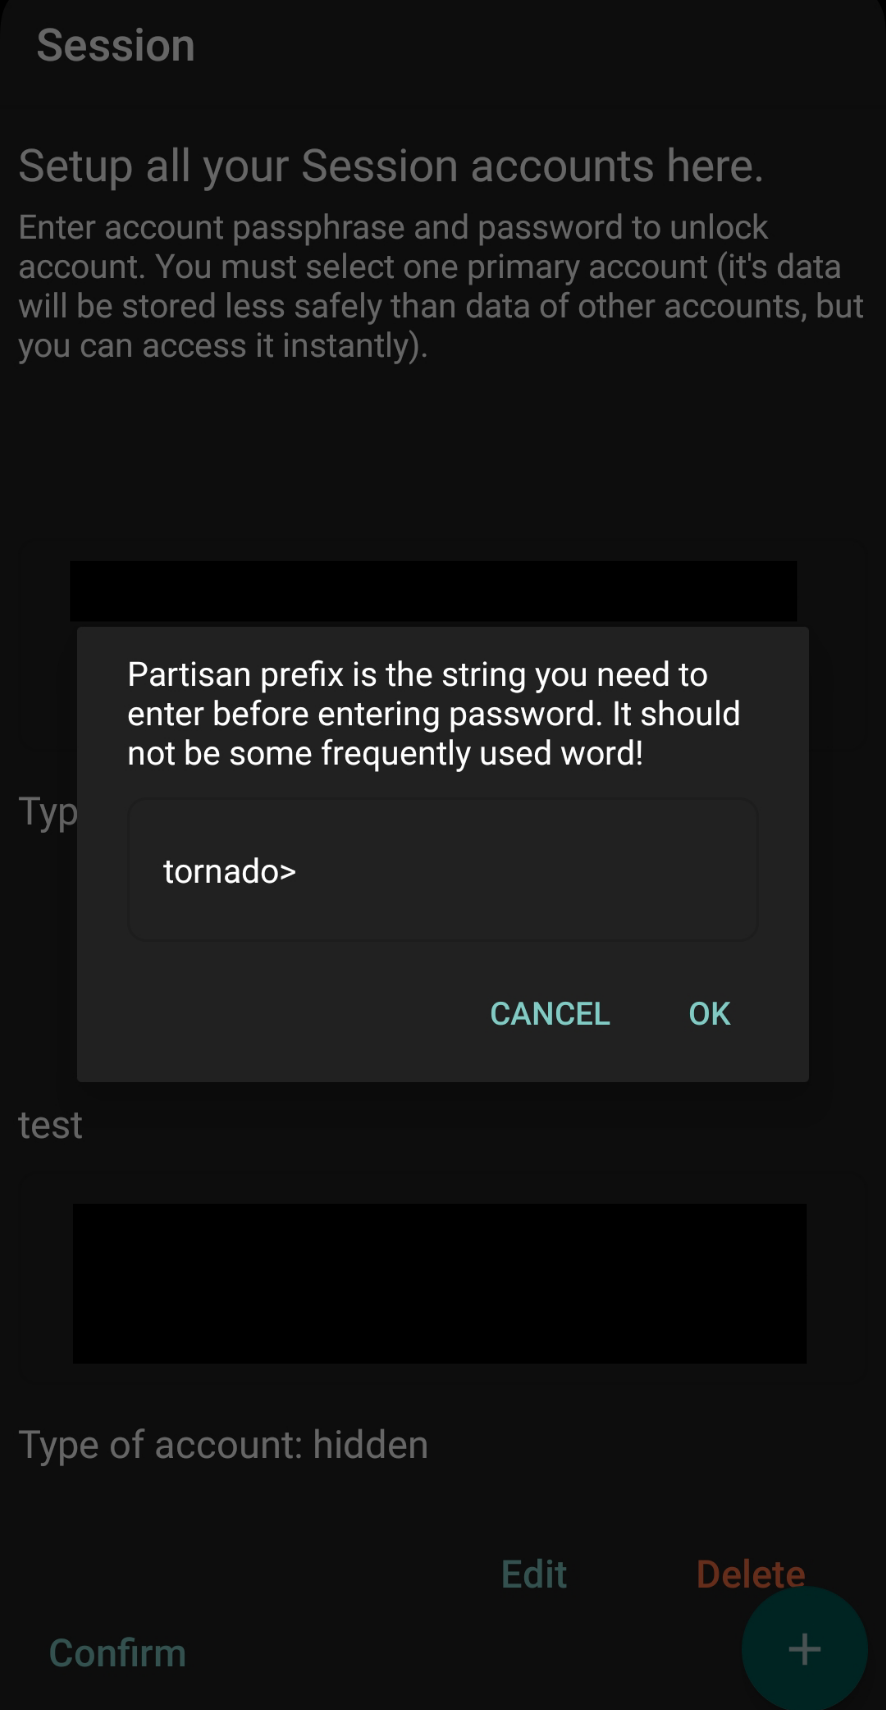 Session
Setup all your Session accounts here.
Enter account passphrase and password to unlock
account. You must select one primary account (it's data
will be stored less safely than data of other accounts, but
you can access it instantly).
Partisan prefix is the string you need to
enter before entering password. It should
not be some frequently used word!
Typ
tornado>
CANCEL OK
test
Type of account: hidden
Edit Delete
Confirm +